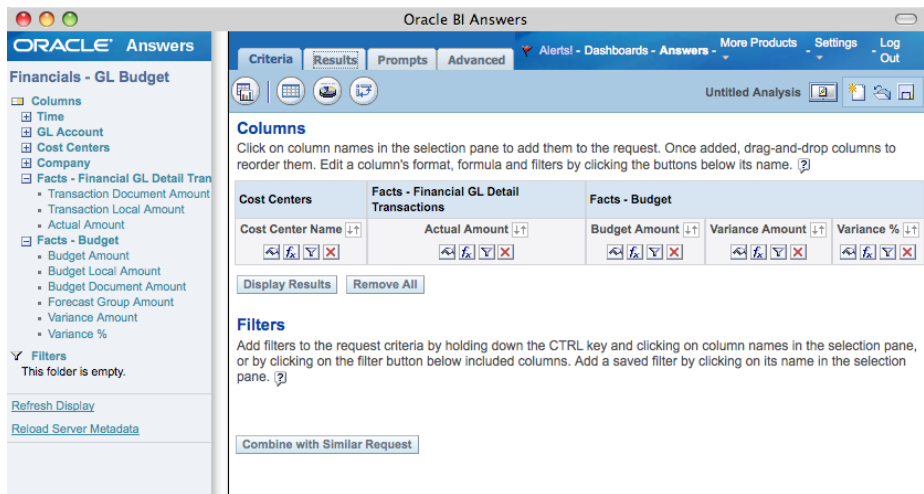 Oracle BI Answers
ORACLE Answers
Financials - GL Budget
Columns
Time
GL Account
Cost Centers
Company
Facts - Financial GL Detail Tran
Transaction Document Amount
Transaction Local Amount
Actual Amount
Facts - Budget
Budget Amount
Budget Local Amount
Budget Document Amount
Forecast Group Amount
Variance Amount
Variance %
Filters
This folder is empty.
Refresh Display
Reload Server Metadata
Criteria Results Prompts Advanced
Alerts! - Dashboards - Answers - More Products - Settings - Log Out
Untitled Analysis
Columns
Click on column names in the selection pane to add them to the request. Once added, drag-and-drop columns to
reorder them. Edit a column's format, formula and filters by clicking the buttons below its name. ?
Cost Centers Facts - Financial GL Detail Transactions Facts - Budget
Cost Center Name Actual Amount Budget Amount Variance Amount Variance %
fx fx fx fx fx
Display Results Remove All
Filters
Add filters to the request criteria by holding down the CTRL key and clicking on column names in the selection pane,
or by clicking on the filter button below included columns. Add a saved filter by clicking on its name in the selection
pane. ?
Combine with Similar Request